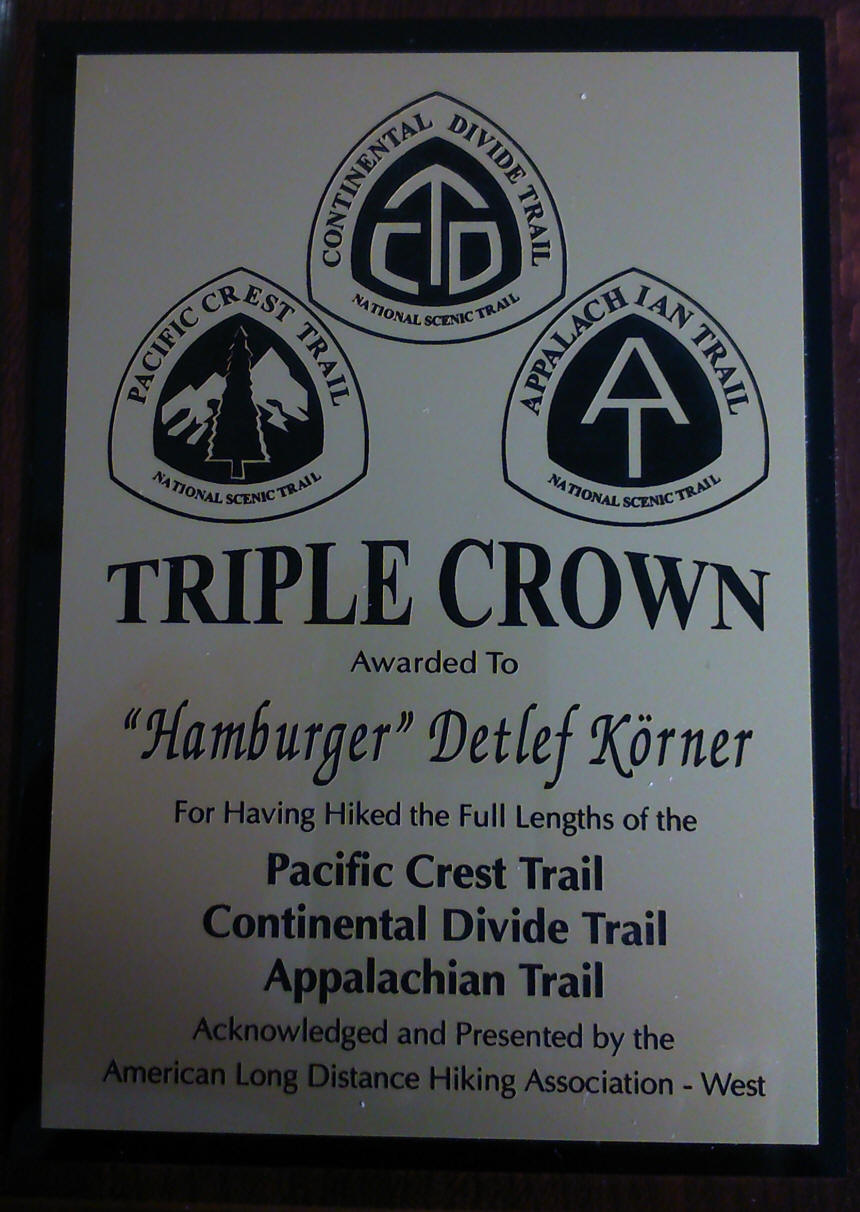 CONTINENTAL DIVIDE TRAIL
CTD
NATIONAL SCENIC TRAIL
PACIFIC CREST TRAIL
NATIONAL SCENIC TRAIL
APPALACHIAN TRAIL
AT
NATIONAL SCENIC TRAIL
TRIPLE CROWN
Awarded To
“Hamburger” Detlef Körner
For Having Hiked the Full Lengths of the
Pacific Crest Trail
Continental Divide Trail
Appalachian Trail
Acknowledged and Presented by the
American Long Distance Hiking Association - West